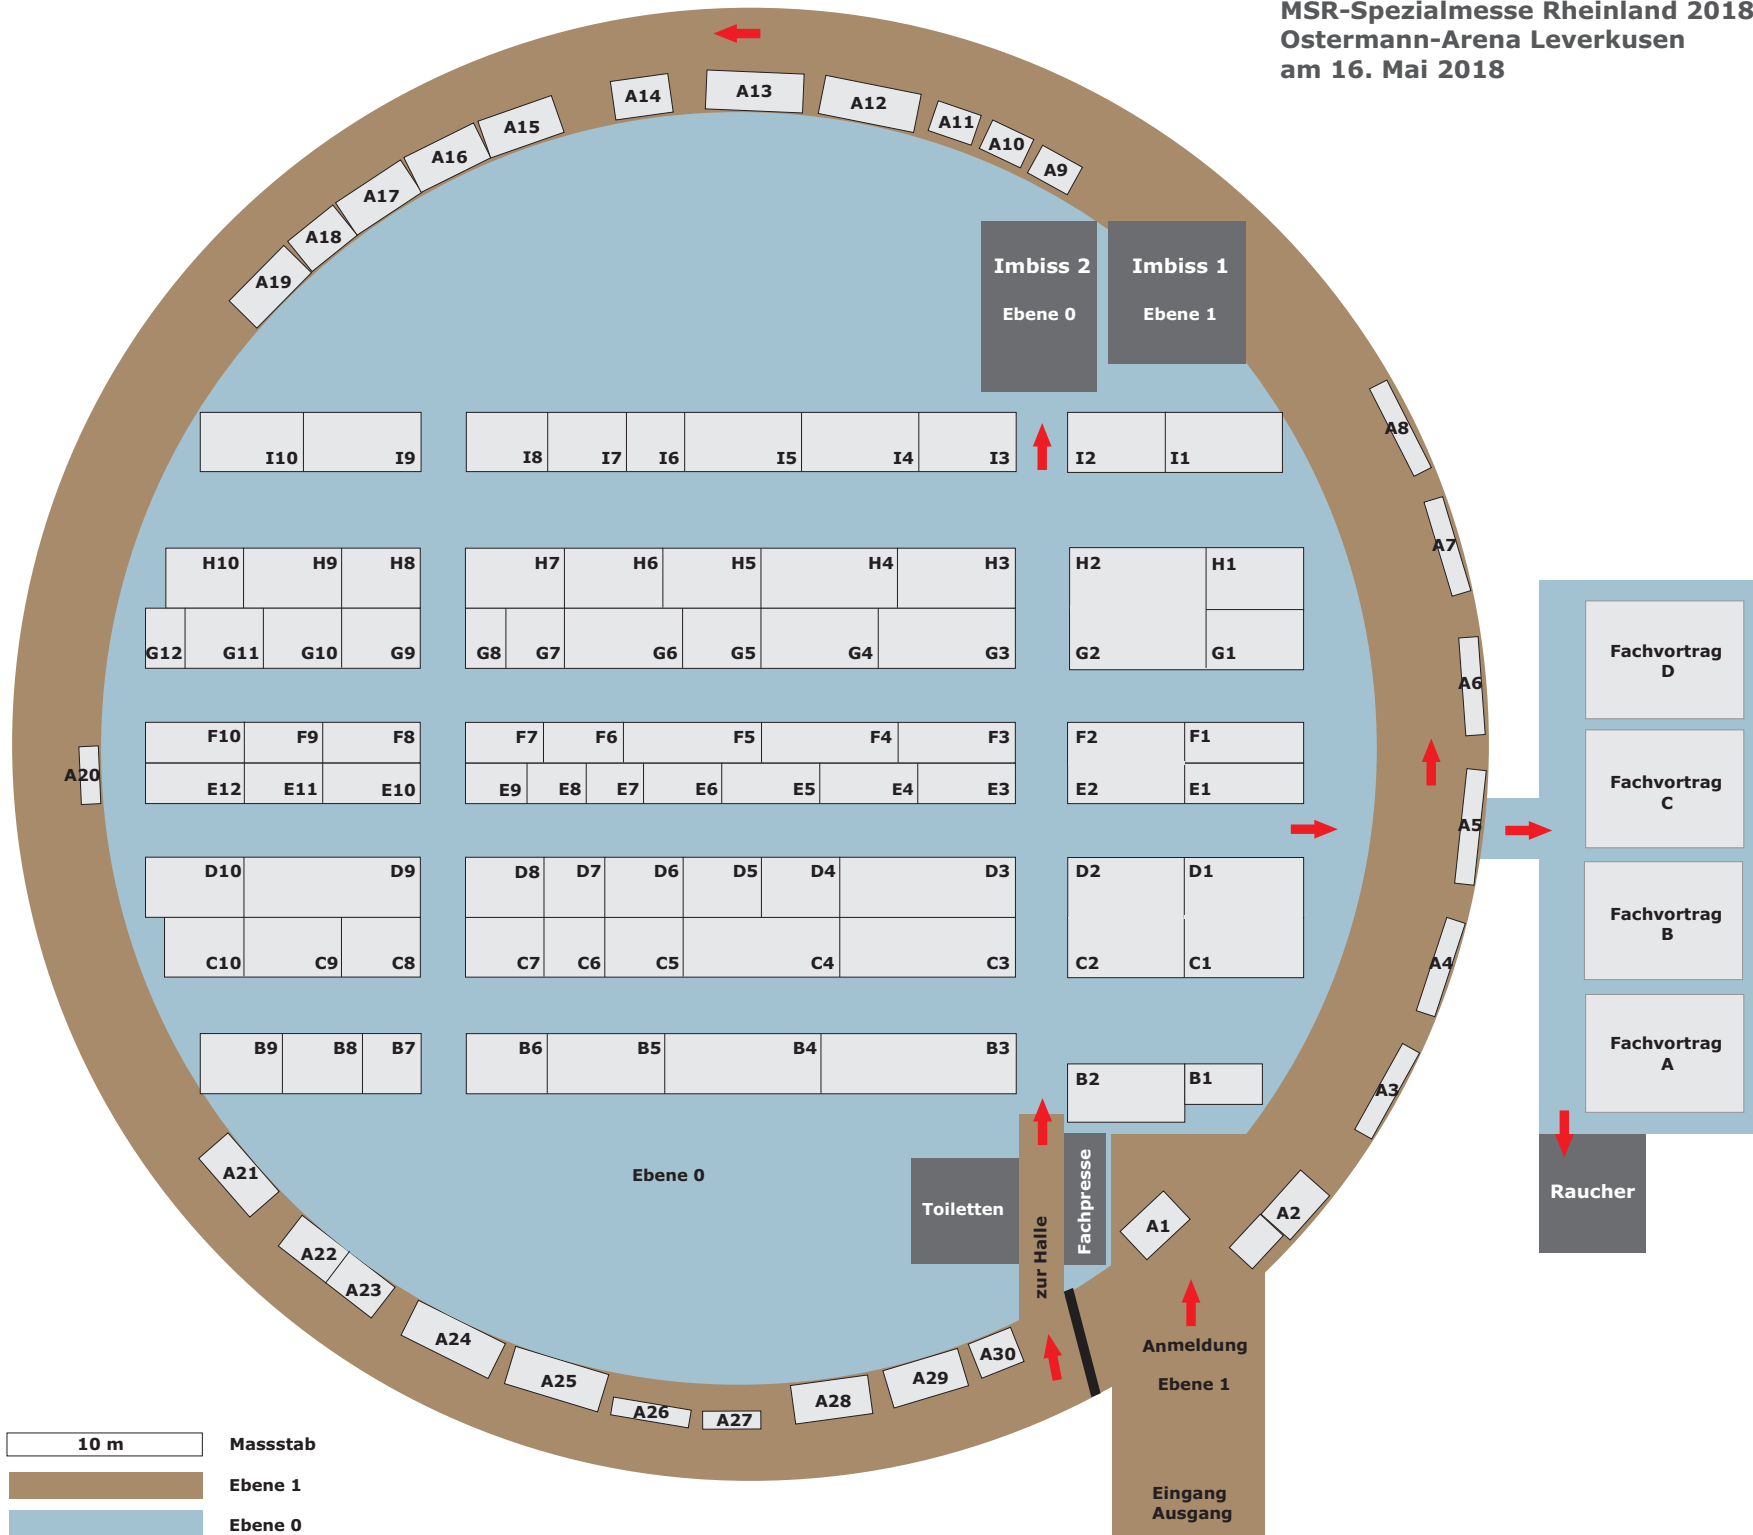 MSR-Spezialmesse Rheinland 2018
Ostermann-Arena Leverkusen
am 16. Mai 2018
A14
A13
A12
A11
A10
A9
A15
A16
A17
A18
A19
Imbiss 2
Ebene 0
Imbiss 1
Ebene 1
A8
I10
I9
I8
I7
I6
I5
I4
I3
I2
I1
A7
H10
H9
H8
H7
H6
H5
H4
H3
H2
H1
G12
G11
G10
G9
G8
G7
G6
G5
G4
G3
G2
G1
A6
Fachvortrag
D
F10
F9
F8
F7
F6
F5
F4
F3
F2
F1
A20
E12
E11
E10
E9
E8
E7
E6
E5
E4
E3
E2
E1
Fachvortrag
C
A5
D10
D9
D8
D7
D6
D5
D4
D3
D2
D1
Fachvortrag
B
C10
C9
C8
C7
C6
C5
C4
C3
C2
C1
A4
B9
B8
B7
B6
B5
B4
B3
B2
B1
A3
Fachvortrag
A
A21
Ebene 0
Toiletten
zur Halle
Fachpresse
A1
A2
Raucher
A22
A23
A24
A25
A26
A27
A28
A29
A30
Anmeldung
Ebene 1
Eingang
Ausgang
10 m
Massstab
Ebene 1
Ebene 0